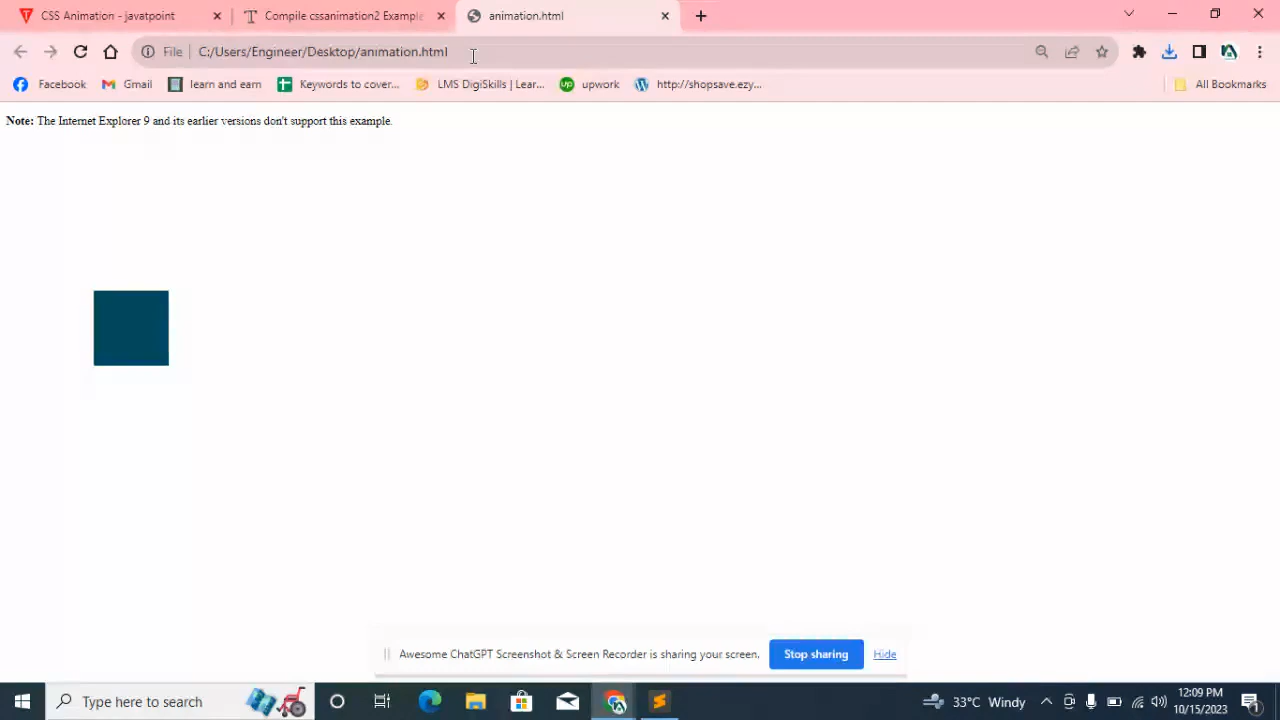 CSS Animation - javatpoint
Compile cssanimation2 Example
animation.html
File
C:/Users/Engineer/Desktop/animation.html
Facebook
Gmail
learn and earn
Keywords to cover...
LMS DigiSkills | Lear...
up upwork
http://shopsave.ezy...
All Bookmarks
Note: The Internet Explorer 9 and its earlier versions don't support this example.
Awesome ChatGPT Screenshot & Screen Recorder is sharing your screen.
Stop sharing
Hide
Type here to search
33°C Windy
12:09 PM
10/15/2023
1